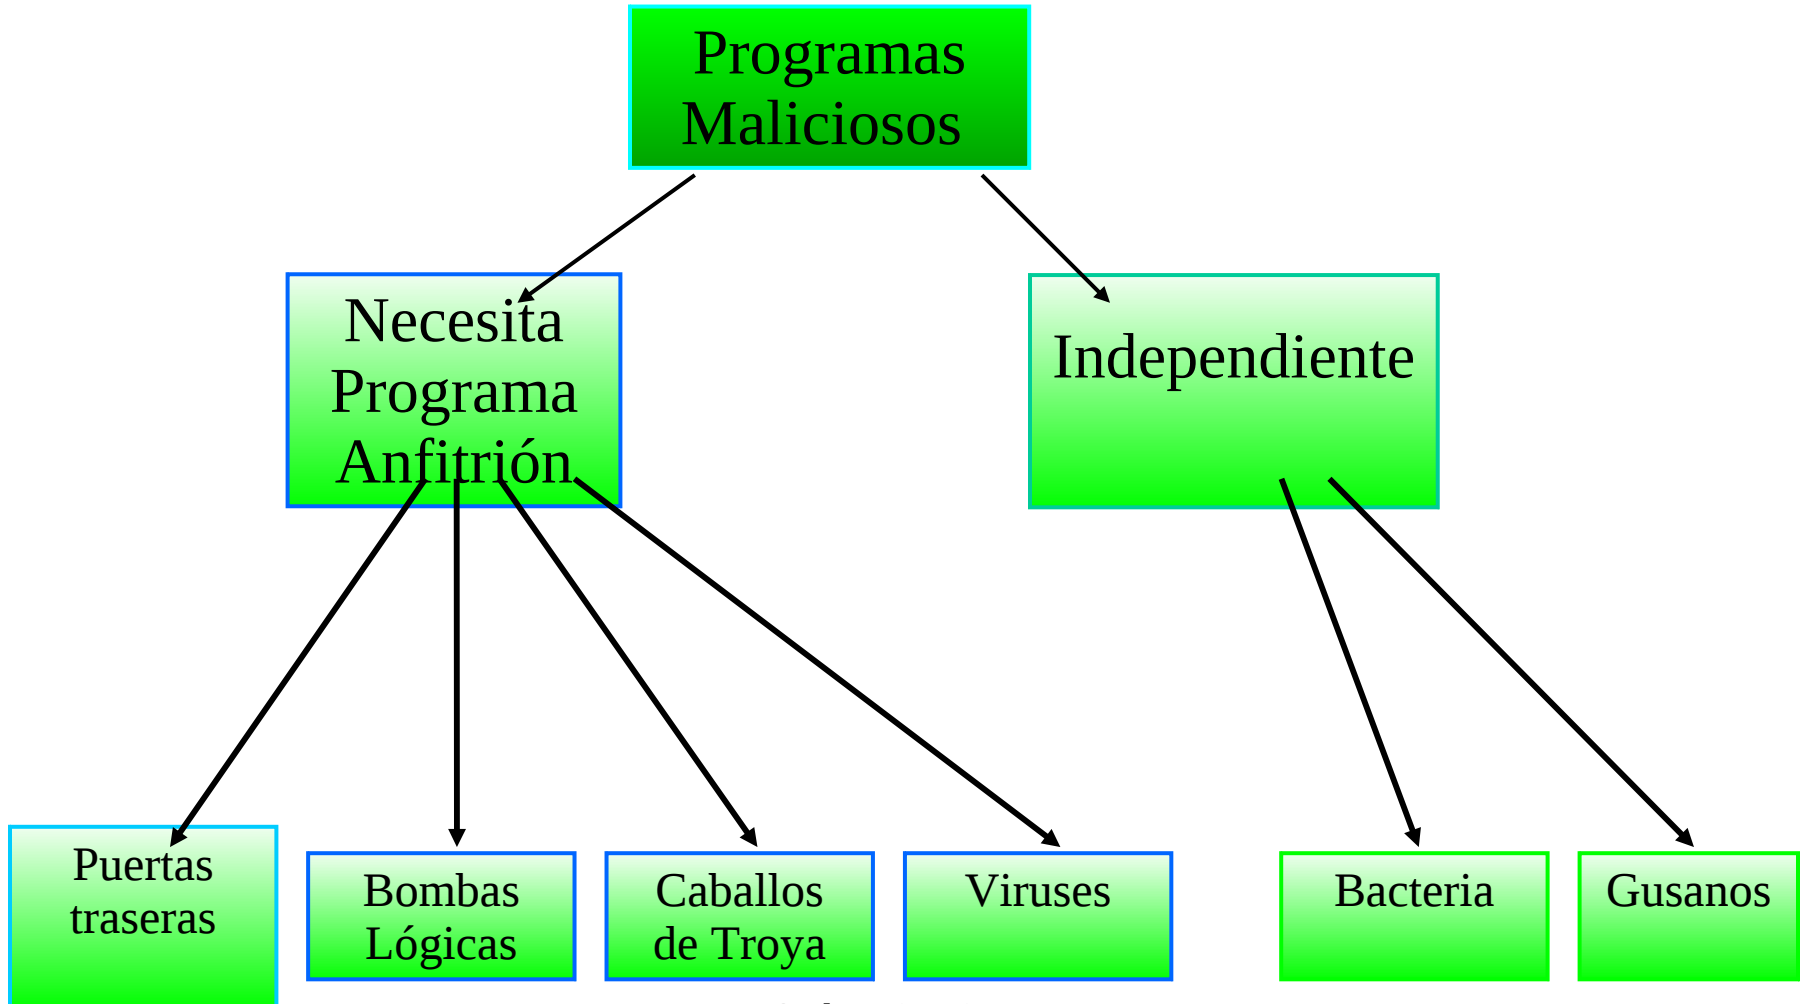 Programas
Maliciosos
Necesita
Programa
Anfitrión
Independiente
Puertas
traseras
Bombas
Lógicas
Caballos
de Troya
Viruses
Bacteria
Gusanos